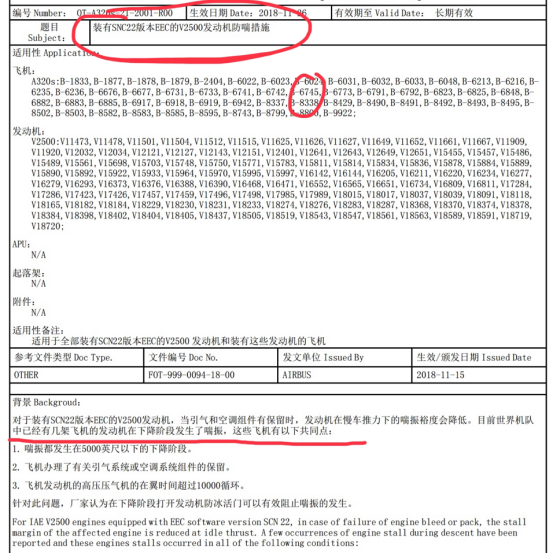 编号 Number: OT-A320S-21-2001-R00 生效日期 Date: 2018-11-26 有效期至 Valid Date: 长期有效
题目 Subject: 装有SNC22版本EEC的V2500发动机防喘措施
适用性 Application:
飞机:
A320s:B-1833,B-1877,B-1878,B-1879,B-2404,B-6022,B-6023,B-6024,B-6031,B-6032,B-6033,B-6048,B-6213,B-6216,B-
6235,B-6236,B-6676,B-6677,B-6731,B-6733,B-6741,B-6742,B-6745,B-6773,B-6791,B-6792,B-6823,B-6825,B-6848,B-
6882,B-6883,B-6885,B-6917,B-6918,B-6919,B-6942,B-8337,B-8338,B-8429,B-8490,B-8491,B-8492,B-8493,B-8495,B-
8502,B-8503,B-8582,B-8583,B-8585,B-8595,B-8743,B-8799,B-9922;
发动机:
V2500:V11473,V11478,V11501,V11504,V11512,V11515,V11625,V11626,V11627,V11649,V11652,V11661,V11667,V11909,
V11920,V12032,V12034,V12121,V12127,V12143,V12151,V12401,V12641,V12643,V12649,V12651,V15455,V15457,V15486,
V15489,V15561,V15698,V15703,V15748,V15750,V15771,V15783,V15811,V15814,V15834,V15836,V15878,V15884,V15889,
V15890,V15892,V15922,V15933,V15964,V15970,V15995,V15997,V16142,V16144,V16205,V16211,V16220,V16234,V16277,
V16279,V16293,V16373,V16376,V16388,V16390,V16468,V16471,V16552,V16565,V16651,V16734,V16809,V16811,V17284,
V17286,V17423,V17426,V17457,V17459,V17496,V17498,V17985,V17989,V18015,V18017,V18037,V18039,V18091,V18118,
V18165,V18182,V18184,V18229,V18230,V18231,V18233,V18274,V18276,V18283,V18287,V18368,V18370,V18374,V18378,
V18384,V18398,V18402,V18404,V18405,V18437,V18505,V18519,V18543,V18547,V18561,V18563,V18589,V18591,V18719,
V18720;
APU:
N/A
起落架:
N/A
附件:
N/A
适用性备注:
适用于全部装有SCN22版本EEC的V2500 发动机和装有这些发动机的飞机
参考文件类型 Doc Type. 文件编号 Doc No. 发文单位 Issued By 生效/颁发日期 Issued Date
OTHER FOT-999-0094-18-00 AIRBUS 2018-11-15
背景 Background:
对于装有SCN22版本EEC的V2500发动机，当引气和空调组件有保留时，发动机在慢车推力下的喘振裕度会降低。目前世界机队
中已经有几架飞机的发动机在下降阶段发生了喘振，这些飞机有以下共同点:
1. 喘振都发生在5000英尺以下的下降阶段。
2. 飞机办理了有关引气系统或空调系统组件的保留。
3. 飞机发动机的高压压气机的在翼时间超过10000循环。
针对此问题，厂家认为在下降阶段打开发动机防冰活门可以有效阻止喘振的发生。
For IAE V2500 engines equipped with EEC software version SCN 22, in case of failure of engine bleed or pack, the stall
margin of the affected engine is reduced at idle thrust. A few occurrences of engine stall during descent have been
reported and these engines stalls occurred in all of the following conditions: